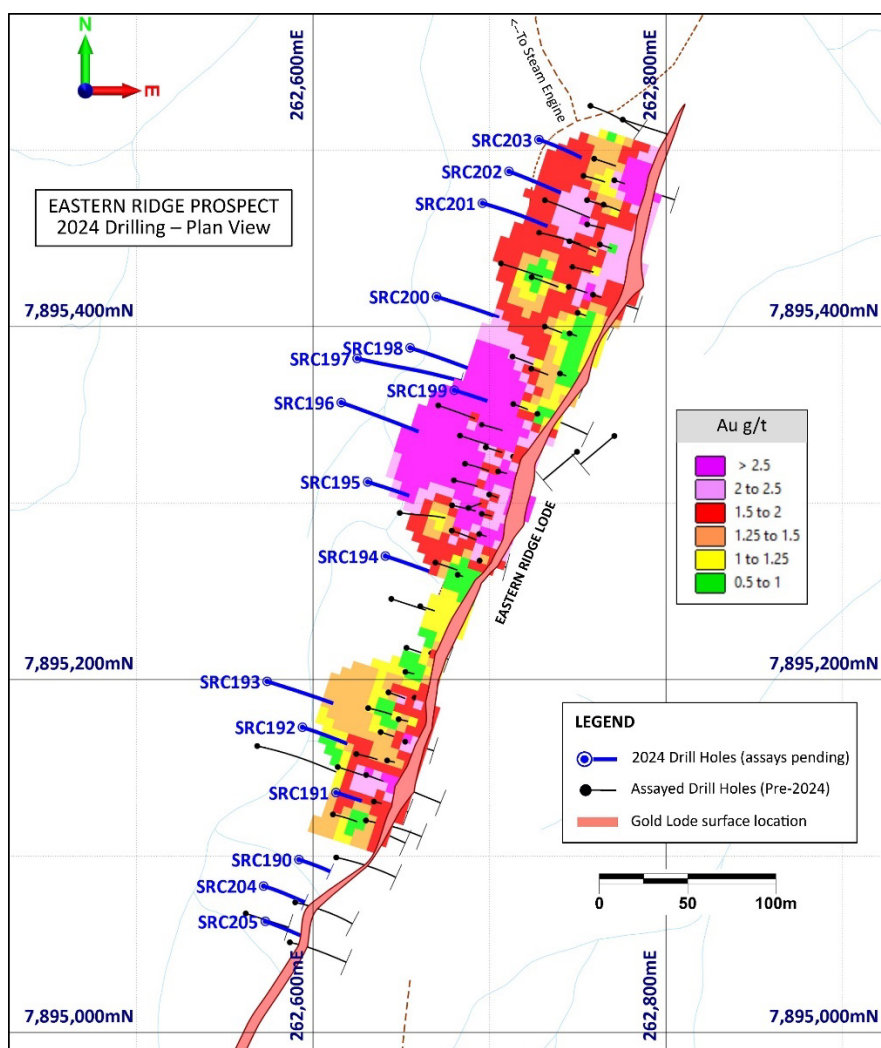 N
E
262,600mE
<--To Steam Engine
262,800mE
SRC203
SRC202
SRC201
EASTERN RIDGE PROSPECT
2024 Drilling – Plan View
7,895,400mN
SRC200
7,895,400mN
SRC198
SRC197
SRC199
SRC196
SRC195
SRC194
EASTERN RIDGE LODE
Au g/t
> 2.5
2 to 2.5
1.5 to 2
1.25 to 1.5
1 to 1.25
0.5 to 1
7,895,200mN
7,895,200mN
SRC193
SRC192
SRC191
SRC190
SRC204
SRC205
LEGEND
2024 Drill Holes (assays pending)
Assayed Drill Holes (Pre-2024)
Gold Lode surface location
0 50 100m
262,600mE
262,800mE
7,895,000mN
7,895,000mN